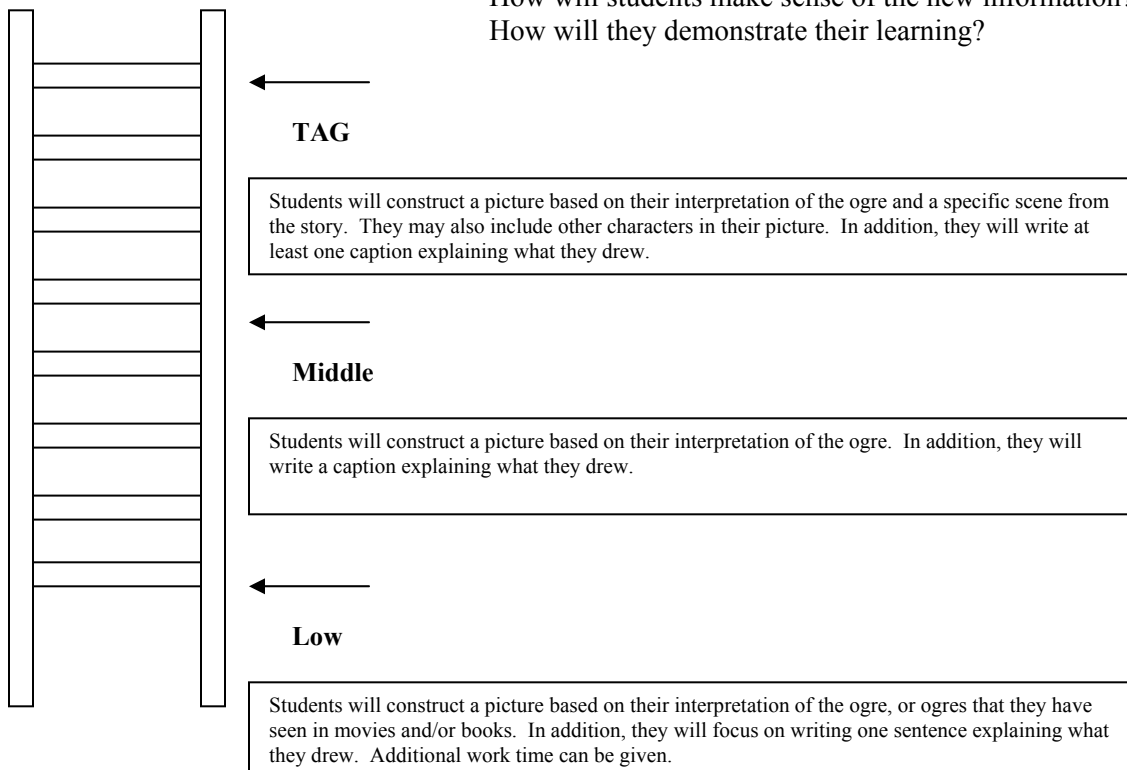 How will students make sense of the new information?
How will they demonstrate their learning?
TAG
Students will construct a picture based on their interpretation of the ogre and a specific scene from
the story.  They may also include other characters in their picture.  In addition, they will write at
least one caption explaining what they drew.
Middle
Students will construct a picture based on their interpretation of the ogre.  In addition, they will
write a caption explaining what they drew.
Low
Students will construct a picture based on their interpretation of the ogre, or ogres that they have
seen in movies and/or books.  In addition, they will focus on writing one sentence explaining what
they drew.  Additional work time can be given.